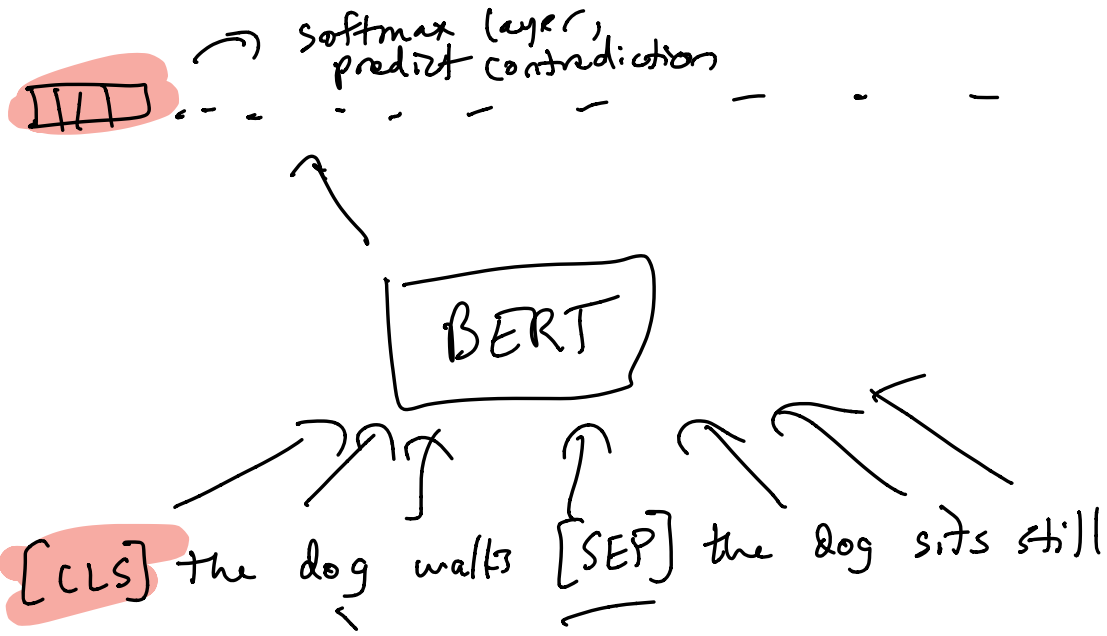 softmax layer,
predict contradiction
BERT
[CLS] the dog walks [SEP] the dog sits still